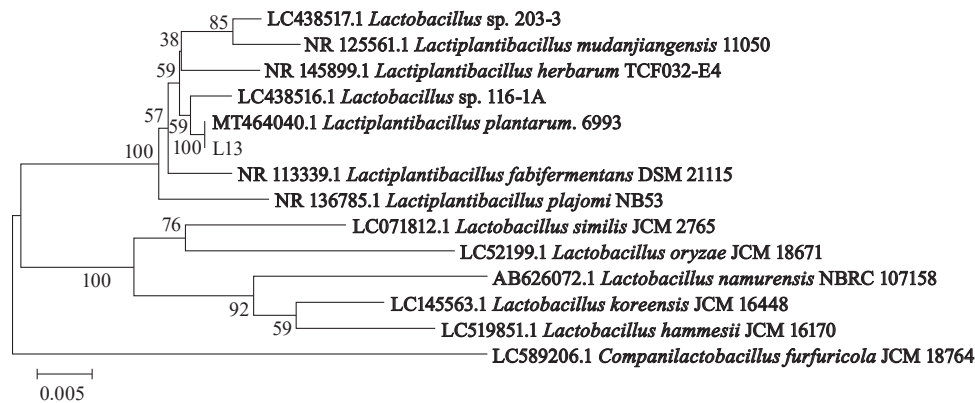 85
LC438517.1 Lactobacillus sp. 203-3
38
NR 125561.1 Lactiplantibacillus mudanjiangensis 11050
59
NR 145899.1 Lactiplantibacillus herbarum TCF032-E4
LC438516.1 Lactobacillus sp. 116-1A
57
59
MT464040.1 Lactiplantibacillus plantarum. 6993
100
100
L13
NR 113339.1 Lactiplantibacillus fabifermentans DSM 21115
NR 136785.1 Lactiplantibacillus plajomi NB53
76
LC071812.1 Lactobacillus similis JCM 2765
LC52199.1 Lactobacillus oryzae JCM 18671
100
AB626072.1 Lactobacillus namurensis NBRC 107158
92
LC145563.1 Lactobacillus koreensis JCM 16448
59
LC519851.1 Lactobacillus hammesii JCM 16170
LC589206.1 Companilactobacillus furfuricola JCM 18764
0.005